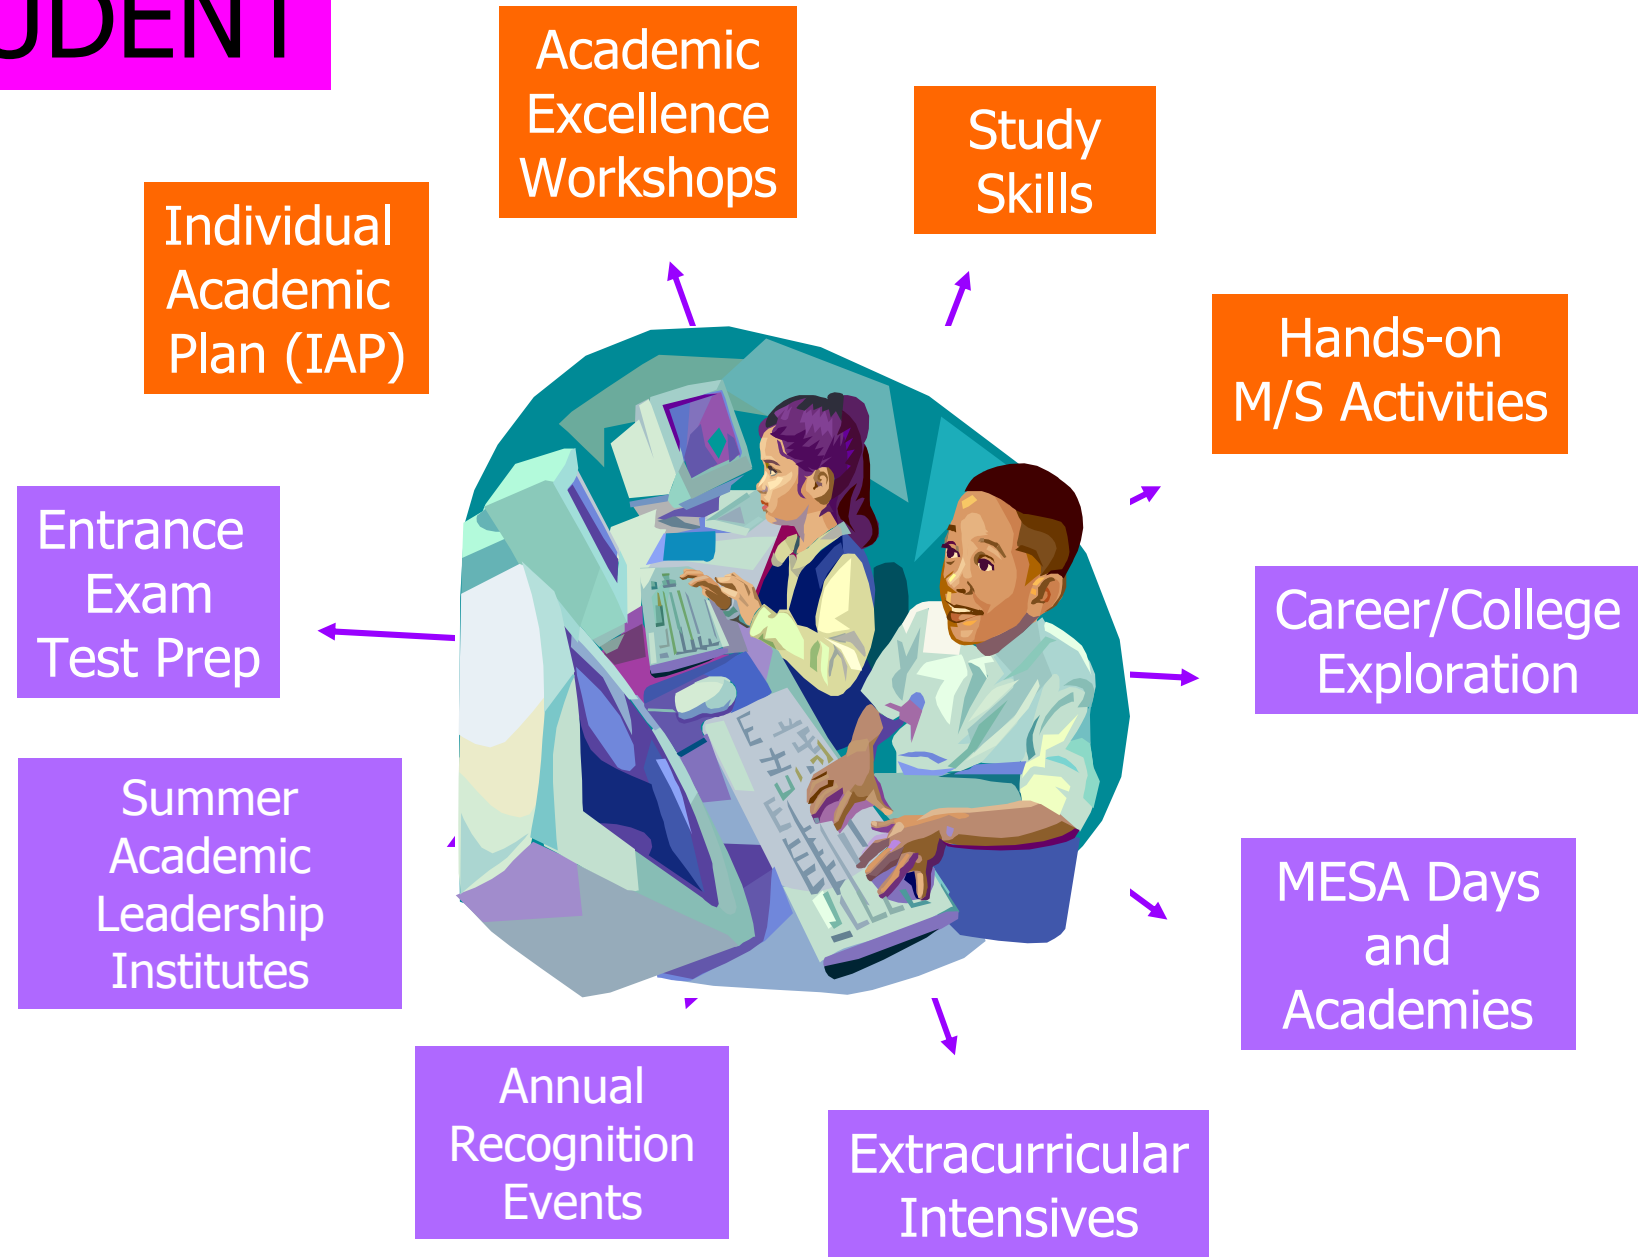 UDENT
Academic
Excellence
Workshops
Study
Skills
Individual
Academic
Plan (IAP)
Hands-on
M/S Activities
Entrance
Exam
Test Prep
Career/College
Exploration
Summer
Academic
Leadership
Institutes
MESA Days
and
Academies
Annual
Recognition
Events
Extracurricular
Intensives